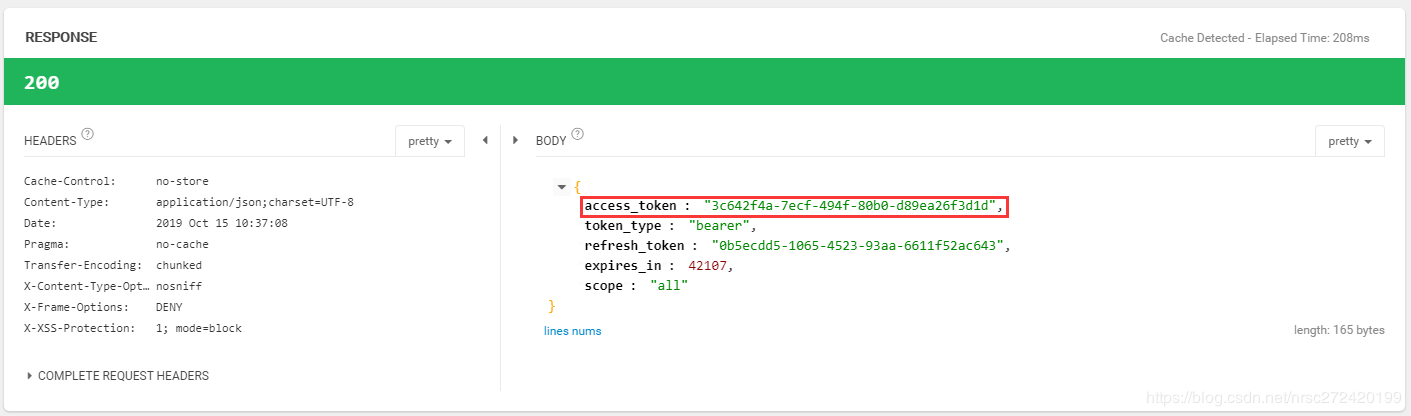 RESPONSE
Cache Detected - Elapsed Time: 208ms
200
HEADERS ?
pretty
Cache-Control: no-store
Content-Type: application/json;charset=UTF-8
Date: 2019 Oct 15 10:37:08
Pragma: no-cache
Transfer-Encoding: chunked
X-Content-Type-Opt… nosniff
X-Frame-Options: DENY
X-XSS-Protection: 1; mode=block
COMPLETE REQUEST HEADERS
BODY ?
pretty
{
access_token : "3c642f4a-7ecf-494f-80b0-d89ea26f3d1d",
token_type : "bearer",
refresh_token : "0b5ecdd5-1065-4523-93aa-6611f52ac643",
expires_in : 42107,
scope : "all"
}
lines nums
length: 165 bytes
https://blog.csdn.net/nrsc272420199